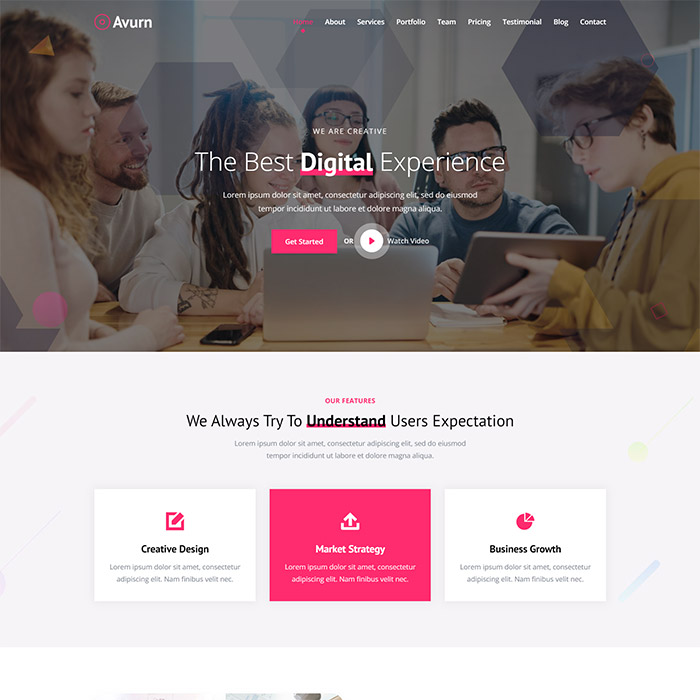 Avurn
Home About Services Portfolio Team Pricing Testimonial Blog Contact
WE ARE CREATIVE
The Best Digital Experience
Lorem ipsum dolor sit amet, consectetur adipiscing elit, sed do eiusmod
tempor incididunt ut labore et dolore magna aliqua.
Get Started OR Watch Video
OUR FEATURES
We Always Try To Understand Users Expectation
Lorem ipsum dolor sit amet, consectetur adipiscing elit, sed do eiusmod
tempor incididunt ut labore et dolore magna aliqua.
Creative Design
Lorem ipsum dolor sit amet, consectetur
adipiscing elit. Nam finibus velit nec.
Market Strategy
Lorem ipsum dolor sit amet, consectetur
adipiscing elit. Nam finibus velit nec.
Business Growth
Lorem ipsum dolor sit amet, consectetur
adipiscing elit. Nam finibus velit nec.